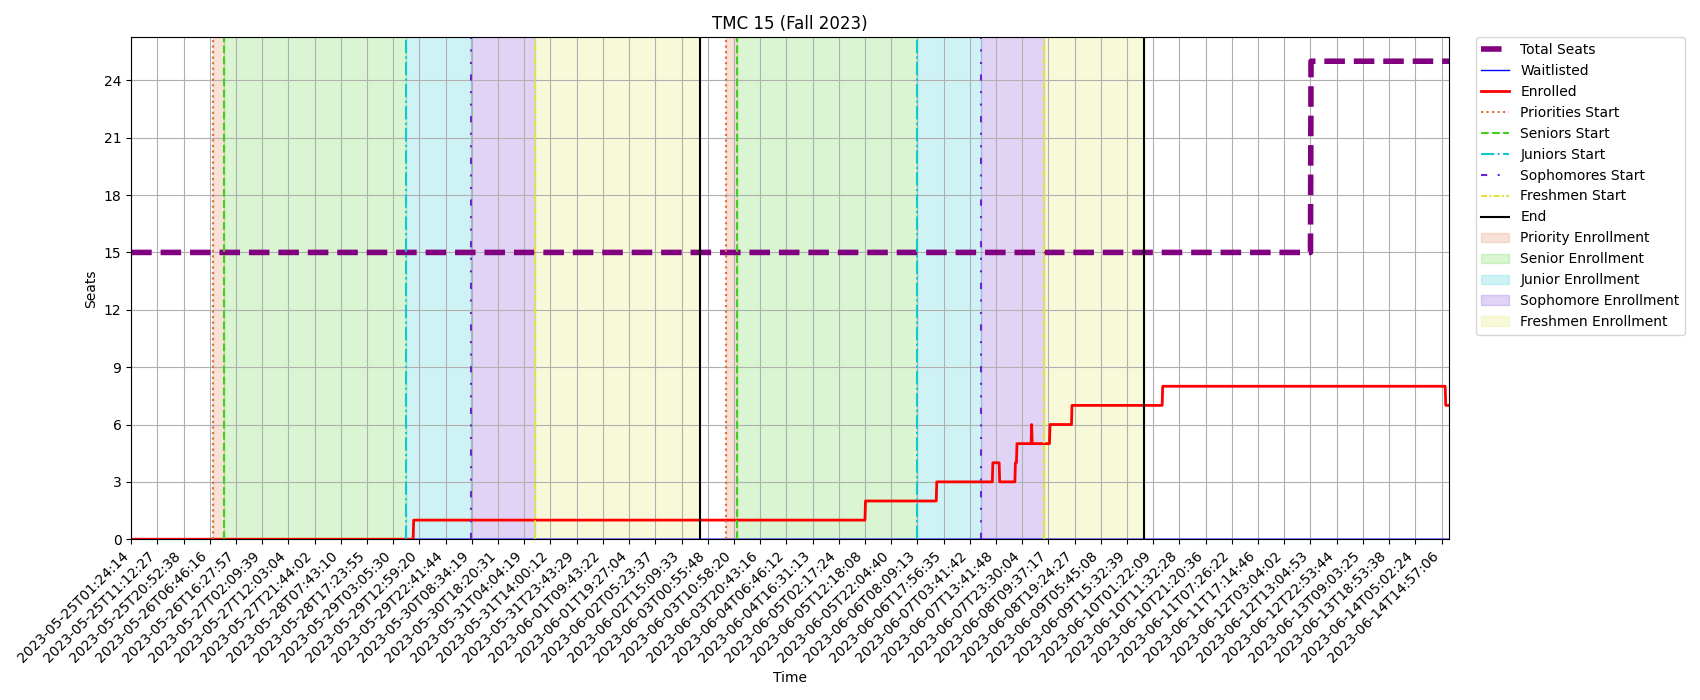 TMC 15 (Fall 2023)
Seats
24
21
18
15
12
9
6
3
0
2023-05-25T01:24:14
2023-05-25T11:12:27
2023-05-25T20:52:38
2023-05-26T06:46:16
2023-05-26T16:27:57
2023-05-27T02:09:39
2023-05-27T12:03:04
2023-05-27T21:44:02
2023-05-28T07:43:10
2023-05-28T17:23:55
2023-05-29T03:05:30
2023-05-29T12:59:20
2023-05-29T22:41:44
2023-05-30T08:34:19
2023-05-30T18:20:31
2023-05-31T04:04:19
2023-05-31T14:00:12
2023-05-31T23:43:29
2023-06-01T09:43:22
2023-06-01T19:27:04
2023-06-02T05:23:37
2023-06-02T15:09:33
2023-06-03T00:55:48
2023-06-03T10:58:20
2023-06-03T20:43:16
2023-06-04T06:46:12
2023-06-04T16:31:13
2023-06-05T02:17:24
2023-06-05T12:18:08
2023-06-05T22:04:40
2023-06-06T08:09:13
2023-06-06T17:56:35
2023-06-07T03:41:42
2023-06-07T13:41:48
2023-06-07T23:30:04
2023-06-08T09:37:17
2023-06-08T19:24:27
2023-06-09T05:45:08
2023-06-09T15:32:39
2023-06-10T01:22:09
2023-06-10T11:32:28
2023-06-10T21:20:36
2023-06-11T07:26:22
2023-06-11T17:14:46
2023-06-12T03:04:02
2023-06-12T13:04:53
2023-06-12T22:53:44
2023-06-13T09:03:25
2023-06-13T18:53:38
2023-06-14T05:02:24
2023-06-14T14:57:06
Time
Total Seats
Waitlisted
Enrolled
Priorities Start
Seniors Start
Juniors Start
Sophomores Start
Freshmen Start
End
Priority Enrollment
Senior Enrollment
Junior Enrollment
Sophomore Enrollment
Freshmen Enrollment